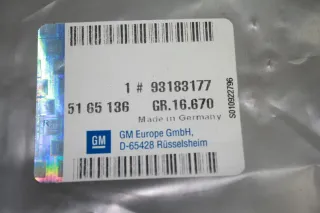 1 # 93183177
51 65 136 GR.16.670
Made in Germany
GM
GM Europe GmbH,
D-65428 Rüsselsheim
S010922796